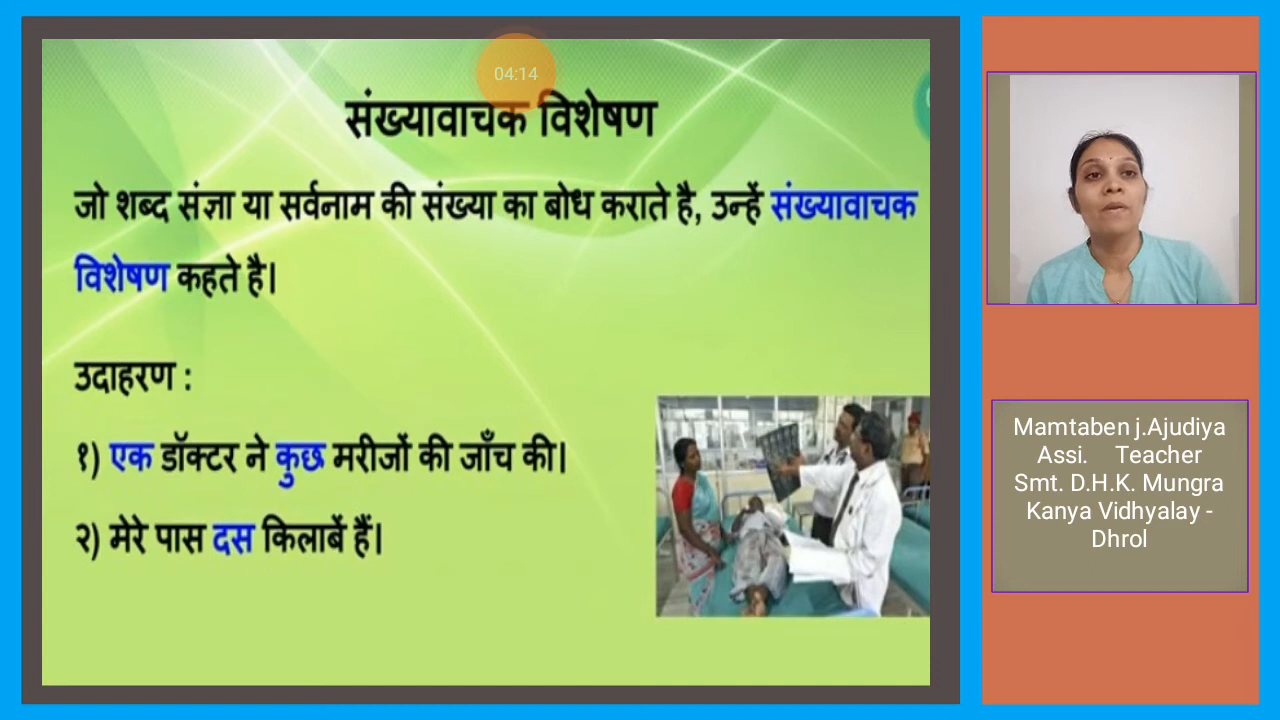 04:14
संख्यावाचक विशेषण
जो शब्द संज्ञा या सर्वनाम की संख्या का बोध कराते है, उन्हें संख्यावाचक
विशेषण कहते है।
उदाहरण :
१) एक डॉक्टर ने कुछ मरीजों की जाँच की।
२) मेरे पास दस किलाबें हैं।
Mamtaben j.Ajudiya
Assi. Teacher
Smt. D.H.K. Mungra
Kanya Vidhyalay -
Dhrol